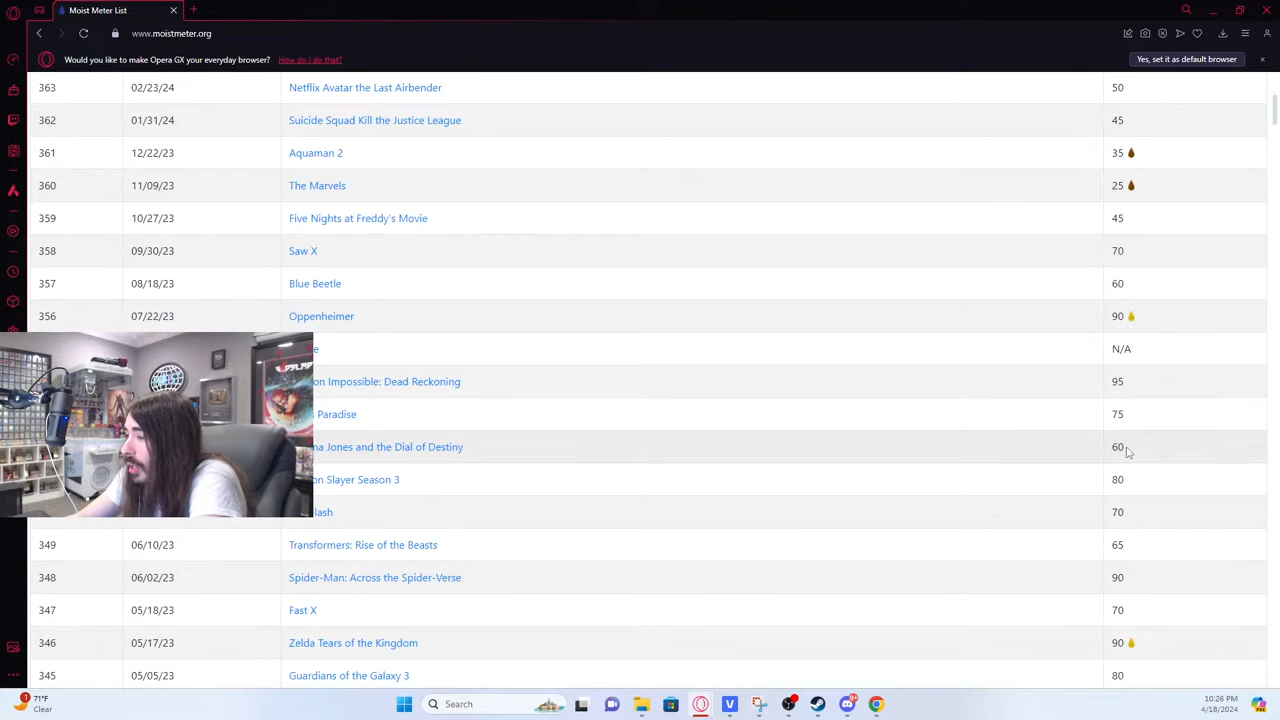 Moist Meter List
www.moistmeter.org
Would you like to make Opera GX your everyday browser? How do I do that? Yes, set it as default browser
363 02/23/24 Netflix Avatar the Last Airbender 50
362 01/31/24 Suicide Squad Kill the Justice League 45
361 12/22/23 Aquaman 2 35
360 11/09/23 The Marvels 25
359 10/27/23 Five Nights at Freddy's Movie 45
358 09/30/23 Saw X 70
357 08/18/23 Blue Beetle 60
356 07/22/23 Oppenheimer 90
N/A
Impossible: Dead Reckoning 95
Paradise 75
Jones and the Dial of Destiny 60
Slayer Season 3 80
70
349 06/10/23 Transformers: Rise of the Beasts 65
348 06/02/23 Spider-Man: Across the Spider-Verse 90
347 05/18/23 Fast X 70
346 05/17/23 Zelda Tears of the Kingdom 90
345 05/05/23 Guardians of the Galaxy 3 80
1 71°F
Clear
Search
99+
10:26 PM
4/18/2024